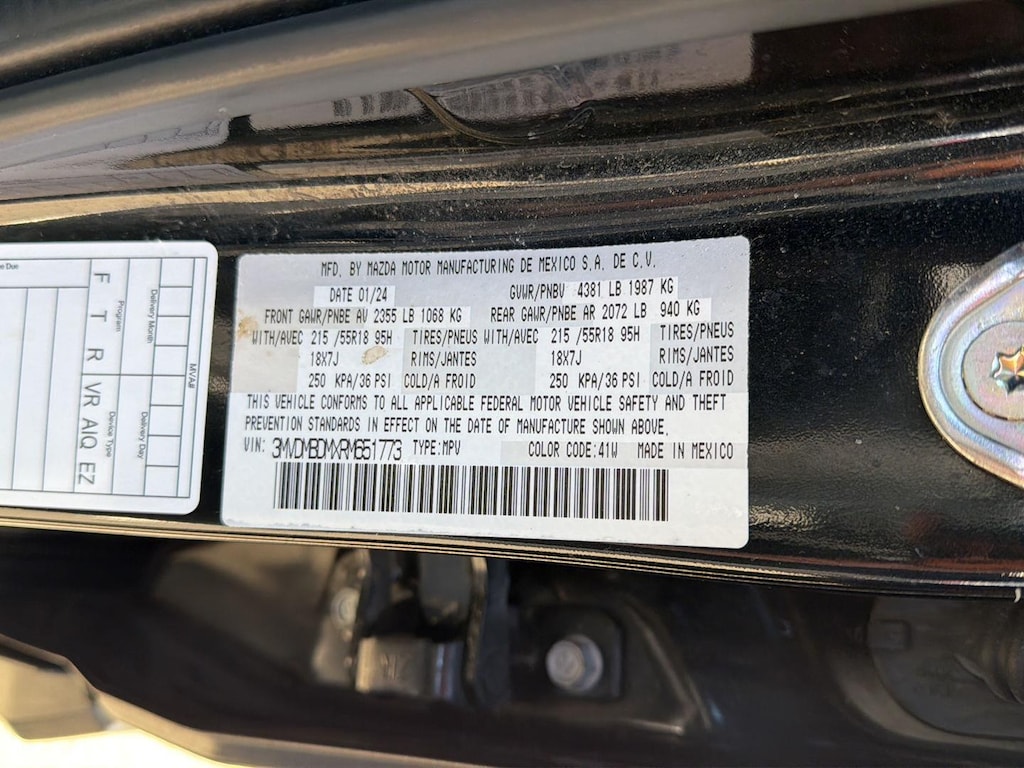 MFD. BY MAZDA MOTOR MANUFACTURING DE MEXICO S.A. DE C.V.
DATE 01/24 GVWR/PNBV 4381 LB 1987 KG
FRONT GAWR/PNBE AV 2355 LB 1068 KG REAR GAWR/PNBE AR 2072 LB 940 KG
WITH/AVEC 215 /55R18 95H TIRES/PNEUS WITH/AVEC 215 /55R18 95H TIRES/PNEUS
18X7J RIMS/JANTES 18X7J RIMS/JANTES
250 KPA/36 PSI COLD/A FROID 250 KPA/36 PSI COLD/A FROID
THIS VEHICLE CONFORMS TO ALL APPLICABLE FEDERAL MOTOR VEHICLE SAFETY AND THEFT
PREVENTION STANDARDS IN EFFECT ON THE DATE OF MANUFACTURE SHOWN ABOVE.
VIN: 3MVDMBDMXRM651773 TYPE:MPV COLOR CODE:41W MADE IN MEXICO
MVA#
Delivery Month
Delivery Day
Program
Device Type
F T R VR AIQ EZ
Due